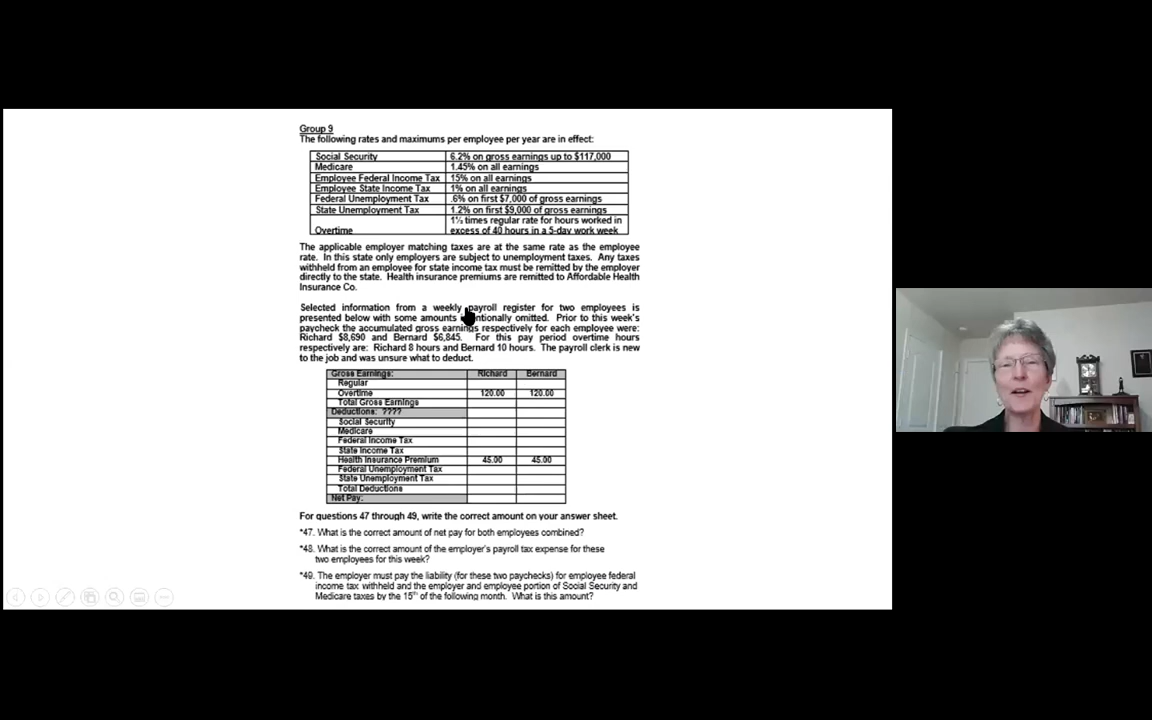 Group 9
The following rates and maximums per employee per year are in effect:
Social Security 6.2% on gross earnings up to $117,000
Medicare 1.45% on all earnings
Employee Federal Income Tax 15% on all earnings
Employee State Income Tax 1% on all earnings
Federal Unemployment Tax .6% on first $7,000 of gross earnings
State Unemployment Tax 1.2% on first $9,000 of gross earnings
1½ times regular rate for hours worked in
Overtime excess of 40 hours in a 5-day work week
The applicable employer matching taxes are at the same rate as the employee
rate. In this state only employers are subject to unemployment taxes. Any taxes
withheld from an employee for state income tax must be remitted by the employer
directly to the state. Health insurance premiums are remitted to Affordable Health
Insurance Co.
Selected information from a weekly payroll register for two employees is
presented below with some amounts entionally omitted. Prior to this week's
paycheck the accumulated gross earnings respectively for each employee were:
Richard $8,690 and Bernard $6,845. For this pay period overtime hours
respectively are: Richard 8 hours and Bernard 10 hours. The payroll clerk is new
to the job and was unsure what to deduct.
Gross Earnings: Richard Bernard
Regular
Overtime 120.00 120.00
Total Gross Earnings
Deductions: ????
Social Security
Medicare
Federal Income Tax
State Income Tax
Health Insurance Premium 45.00 45.00
Federal Unemployment Tax
State Unemployment Tax
Total Deductions
Net Pay:
For questions 47 through 49, write the correct amount on your answer sheet.
*47. What is the correct amount of net pay for both employees combined?
*48. What is the correct amount of the employer's payroll tax expense for these
two employees for this week?
*49. The employer must pay the liability (for these two paychecks) for employee federal
income tax withheld and the employer and employee portion of Social Security and
Medicare taxes by the 15th of the following month. What is this amount?